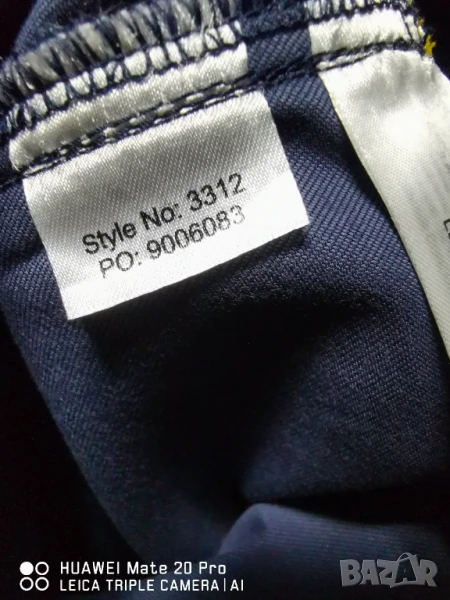 Style No: 3312
PO: 9006083
HUAWEI Mate 20 Pro
LEICA TRIPLE CAMERA | AI
BAZAR